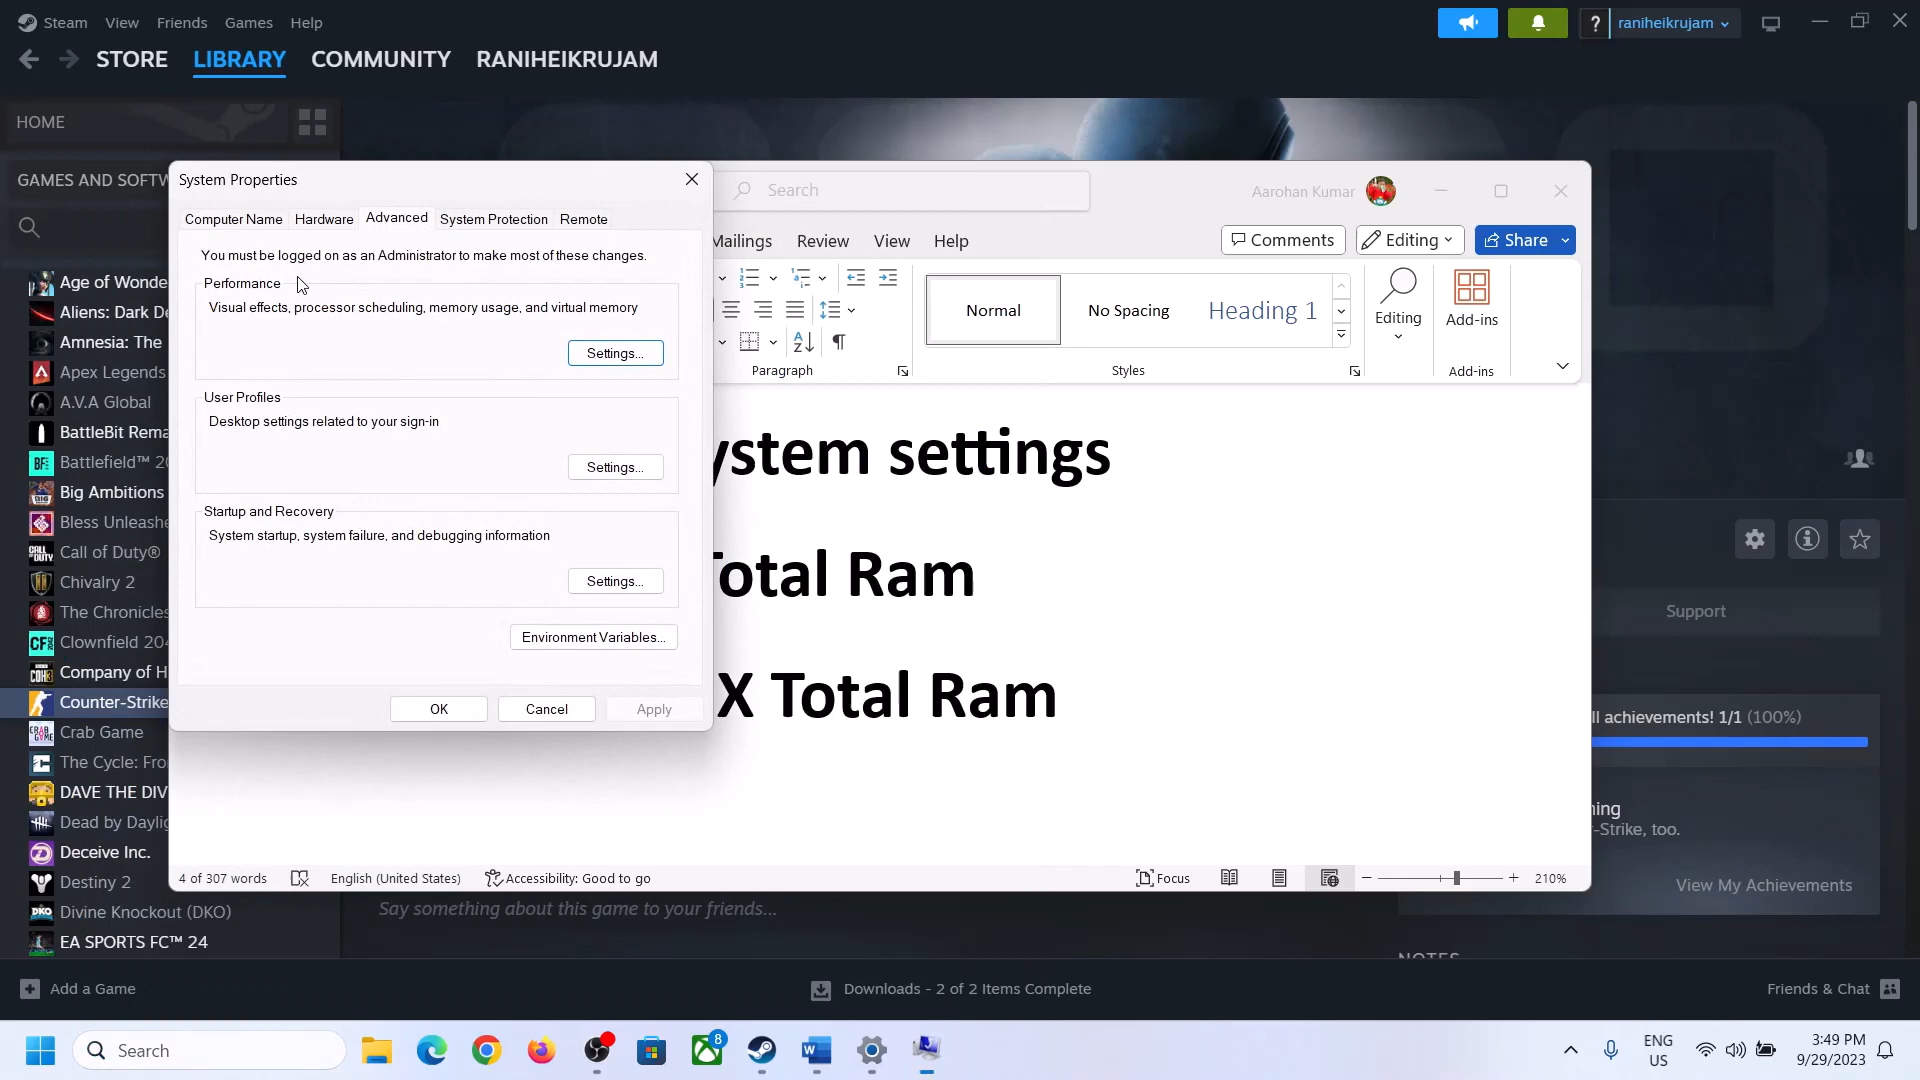 Steam
View
Friends
Games
Help
?
raniheikrujam
STORE
LIBRARY
COMMUNITY
RANIHEIKRUJAM
HOME
GAMES AND SOFTW
Age of Wonde
Aliens: Dark De
Amnesia: The
Apex Legends
A.V.A Global
BattleBit Rema
Battlefield™ 20
Big Ambitions
Bless Unleashe
Call of Duty®
Chivalry 2
The Chronicles
Clownfield 204
Company of H
Counter-Strike
Crab Game
The Cycle: Fro
DAVE THE DIV
Dead by Daylig
Deceive Inc.
Destiny 2
Divine Knockout (DKO)
EA SPORTS FC™ 24
System Properties
Computer Name
Hardware
Advanced
System Protection
Remote
You must be logged on as an Administrator to make most of these changes.
Performance
Visual effects, processor scheduling, memory usage, and virtual memory
Settings...
User Profiles
Desktop settings related to your sign-in
Settings...
Startup and Recovery
System startup, system failure, and debugging information
Settings...
Environment Variables...
OK
Cancel
Apply
Search
Aarohan Kumar
Mailings
Review
View
Help
Comments
Editing
Share
Normal
No Spacing
Heading 1
Editing
Add-ins
Paragraph
Styles
Add-ins
ystem settings
Total Ram
X Total Ram
4 of 307 words
English (United States)
Accessibility: Good to go
Focus
210%
Support
ll achievements! 1/1 (100%)
ning
-Strike, too.
View My Achievements
Say something about this game to your friends...
NOTES
Add a Game
Downloads - 2 of 2 Items Complete
Friends & Chat
Search
8
ENG
US
3:49 PM
9/29/2023